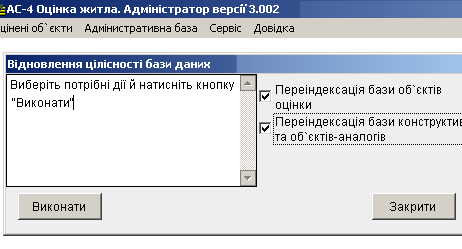 АС-4 Оцінка житла. Адміністратор версії 3.002
цінені об`єкти Адміністративна база Сервіс Довідка
Відновлення цілісності бази даних
Виберіть потрібні дії й натисніть кнопку
"Виконати"
Переіндексація бази об`єктів
оцінки
Переіндексація бази конструктив
та об`єктів-аналогів
Виконати Закрити